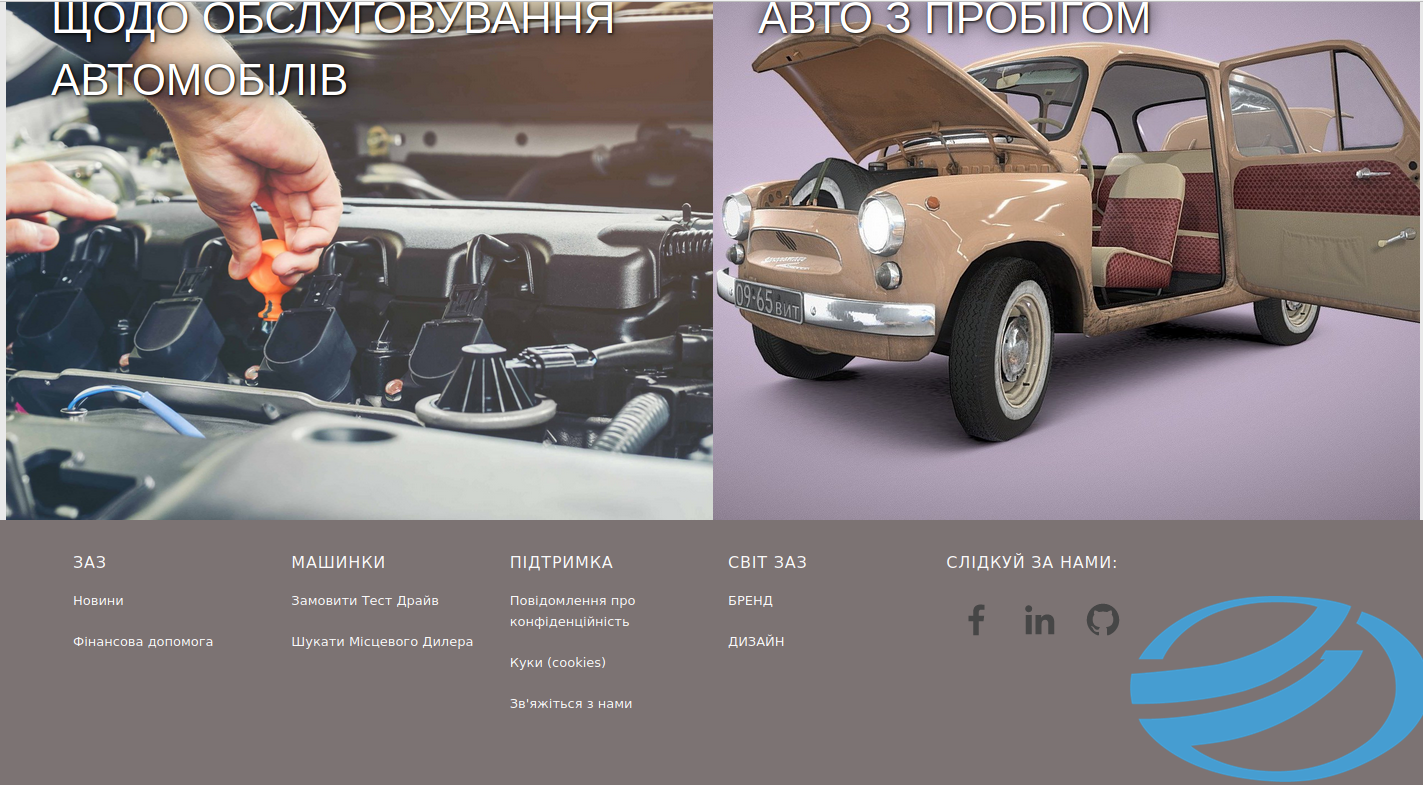 ЩОДО ОБСЛУГОВУВАННЯ
АВТОМОБІЛІВ
АВТО З ПРОБІГОМ
09-65 ВИТ
ЗАЗ
Новини
Фінансова допомога
МАШИНКИ
Замовити Тест Драйв
Шукати Місцевого Дилера
ПІДТРИМКА
Повідомлення про
конфіденційність
Куки (cookies)
Зв'яжіться з нами
СВІТ ЗАЗ
БРЕНД
ДИЗАЙН
СЛІДКУЙ ЗА НАМИ: